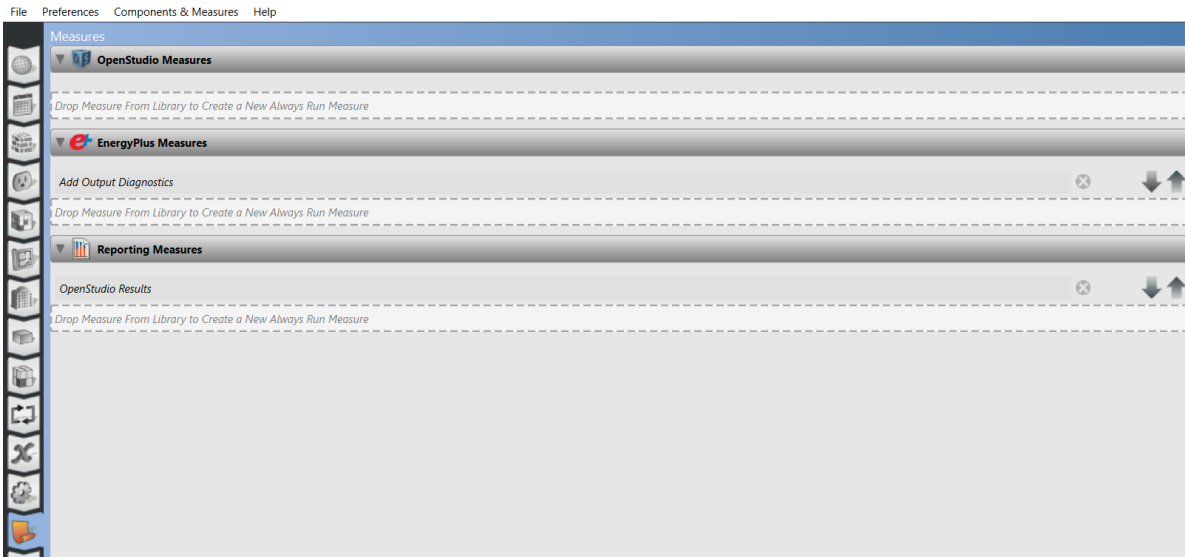 File Preferences Components & Measures Help
Measures
OpenStudio Measures
Drop Measure From Library to Create a New Always Run Measure
EnergyPlus Measures
Add Output Diagnostics
Drop Measure From Library to Create a New Always Run Measure
Reporting Measures
OpenStudio Results
Drop Measure From Library to Create a New Always Run Measure